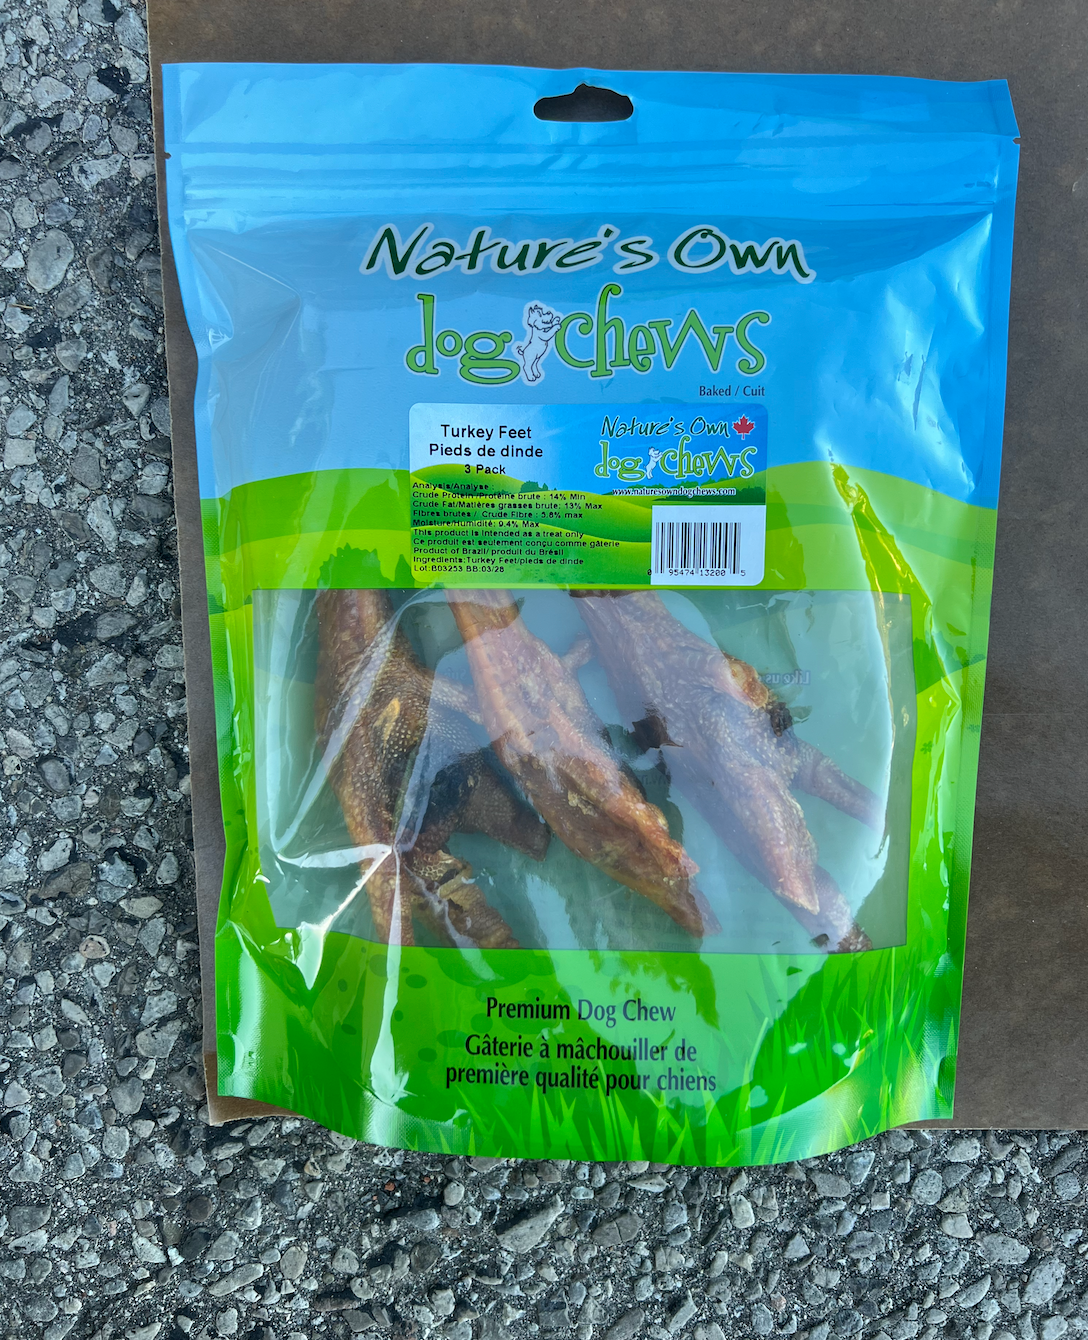 Nature's Own
dog chews
Baked / Cuit
Turkey Feet
Pieds de dinde
3 Pack
Nature's Own
dog chews
www.naturesowndogchews.com
Analysis/Analyse :
Crude Protein/Protéine brute : 14% Min
Crude Fat/Matières grasses brute: 13% Max
Fibres brutes / Crude Fibre : 5.8% max
Moisture/Humidité: 9.4% Max
This product is intended as a treat only
Ce produit est seulement conçu comme gâterie
Product of Brazil/ produit du Brésil
Ingredients:Turkey Feet/pieds de dinde
Lot:B03253 BB:03/28
0 95474 13200 5
Like us
Premium Dog Chew
Gâterie à mâchouiller de
première qualité pour chiens